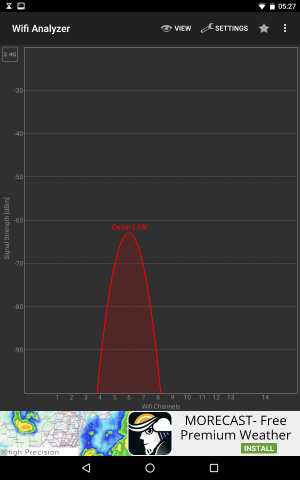 05:27
Wifi Analyzer
VIEW
SETTINGS
2.4G
-30
-40
-50
-60
-70
-80
-90
Signal Strength [dBm]
Cesar LAN
1 2 3 4 5 6 7 8 9 10 11 12 13 14
Wifi Channels
High Precision
MORECAST- Free
Premium Weather
INSTALL